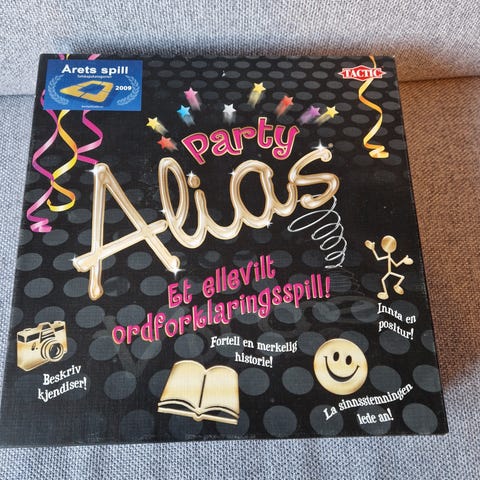 Årets spill
2009
TACTIC
Party
Alias
Et ellevilt
ordforklaringsspill!
Innta en
positur!
Fortell en merkelig
historie!
Beskriv
kjendiser!
La sinnsstemningen
lede an!